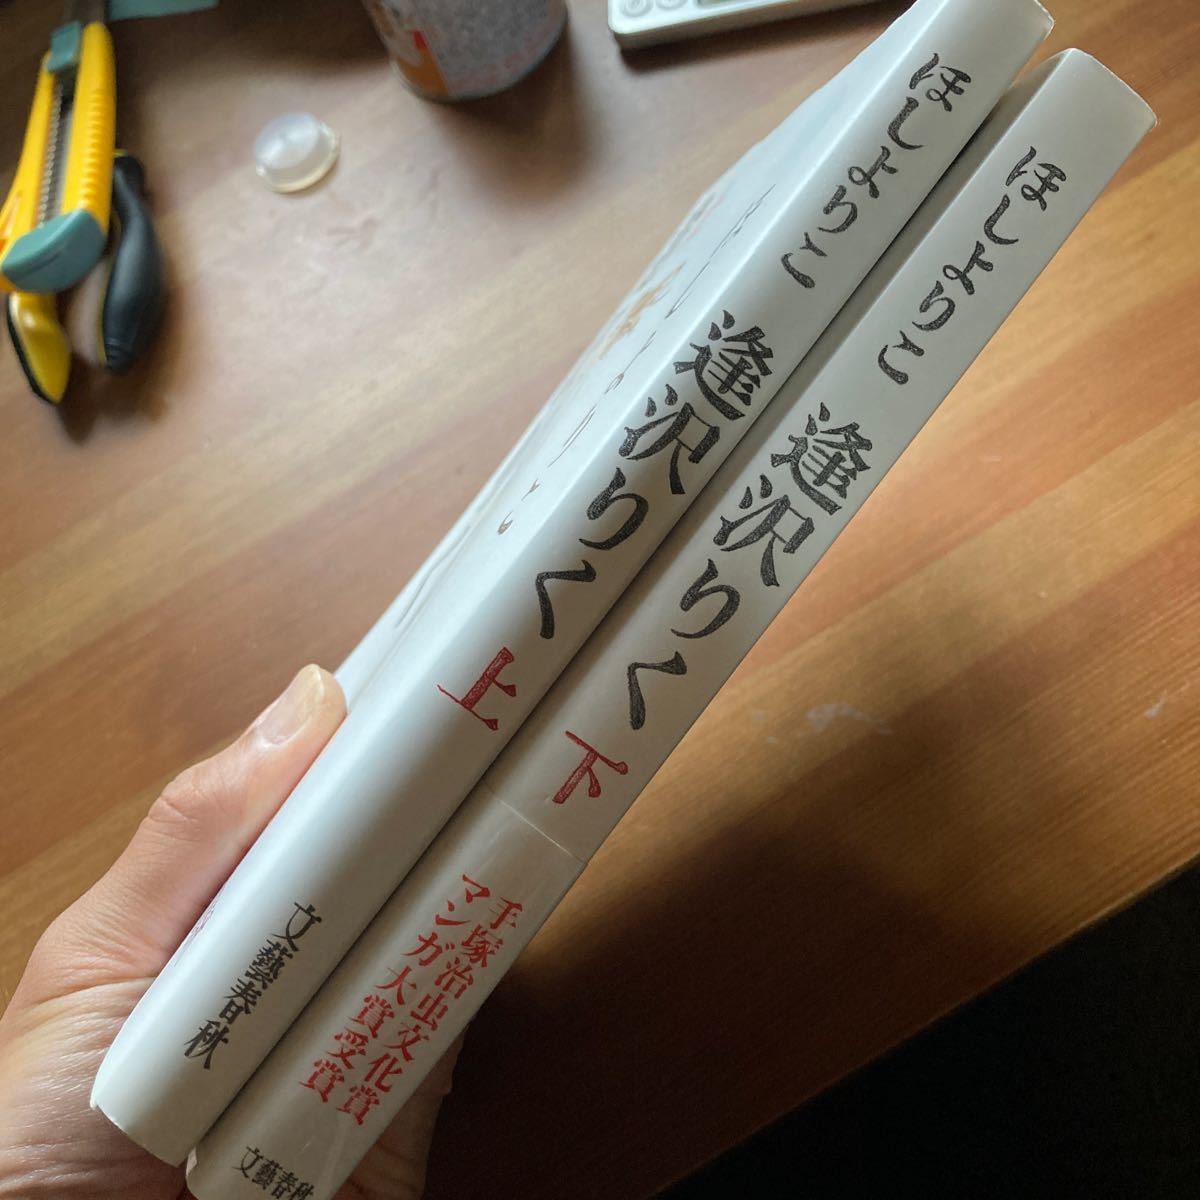 ほしよりこ 逢沢りく 上
文藝春秋
ほしよりこ 逢沢りく 下
手塚治虫文化賞
マンガ大賞受賞
文藝春秋